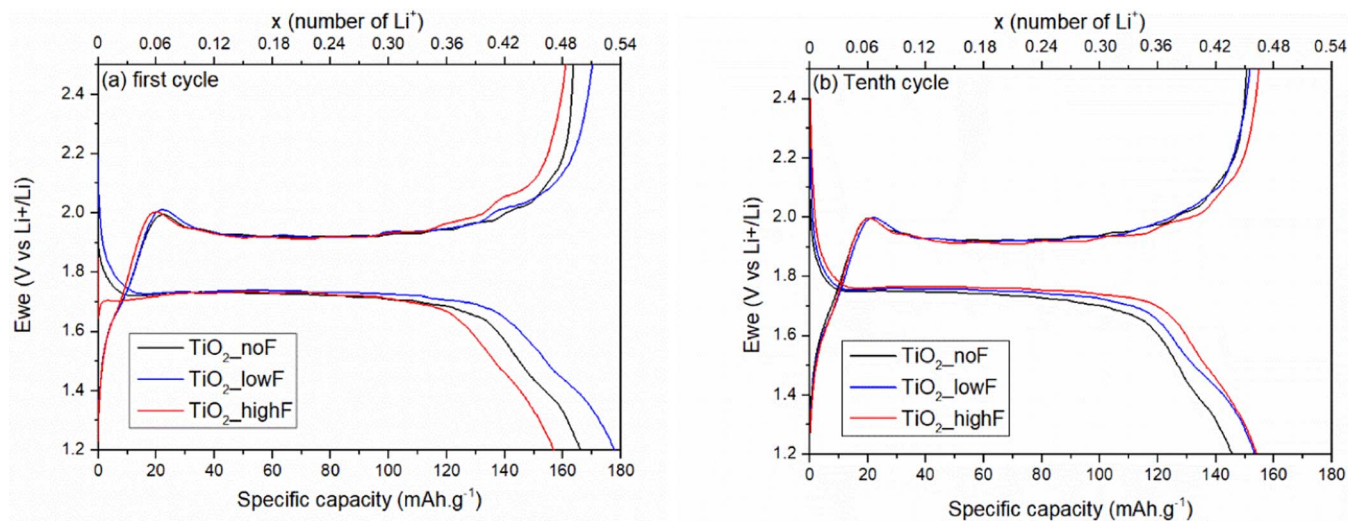 x (number of Li⁺)
0 0.06 0.12 0.18 0.24 0.30 0.36 0.42 0.48 0.54
(a) first cycle
2.4
2.2
2.0
1.8
1.6
1.4
1.2
Ewe (V vs Li+/Li)
TiO₂_noF
TiO₂_lowF
TiO₂_highF
0 20 40 60 80 100 120 140 160 180
Specific capacity (mAh.g⁻¹)
x (number of Li⁺)
0 0.06 0.12 0.18 0.24 0.30 0.36 0.42 0.48 0.54
(b) Tenth cycle
2.4
2.2
2.0
1.8
1.6
1.4
1.2
Ewe (V vs Li+/Li)
TiO₂_noF
TiO₂_lowF
TiO₂_highF
0 20 40 60 80 100 120 140 160 180
Specific capacity (mAh.g⁻¹)